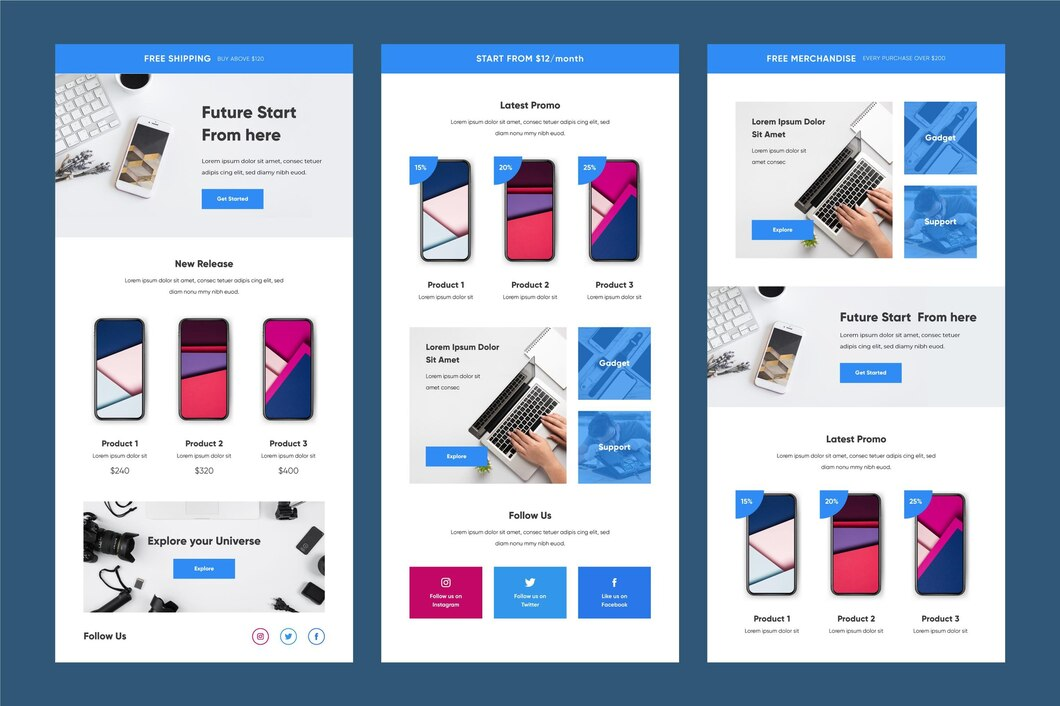 FREE SHIPPING BUY ABOVE $120
Future Start
From here
Lorem ipsum dolor sit amet, consec tetuer
adipis cing elit, sed diamy nibh euod.
Get Started
New Release
Lorem ipsum dolor sit amet, consec tetuer adipis cing elit, sed
diam nonu mmy nibh euod.
Product 1
Lorem ipsum dolor sit
$240
Product 2
Lorem ipsum dolor sit
$320
Product 3
Lorem ipsum dolor sit
$400
Explore your Universe
Explore
Follow Us
START FROM $12/month
Latest Promo
Lorem ipsum dolor sit amet, consec tetuer adipis cing elit, sed
diam nonu mmy nibh euod.
15%
20%
25%
Product 1
Lorem ipsum dolor sit
Product 2
Lorem ipsum dolor sit
Product 3
Lorem ipsum dolor sit
Lorem Ipsum Dolor
Sit Amet
Lorem ipsum dolor sit
amet consec
Explore
Gadget
Support
Follow Us
Lorem ipsum dolor sit amet, consec tetuer adipis cing elit, sed
diam nonu mmy nibh euod.
Follow us on
Instagram
Follow us on
Twitter
Like us on
Facebook
FREE MERCHANDISE EVERY PURCHASE OVER $200
Lorem Ipsum Dolor
Sit Amet
Lorem ipsum dolor sit
amet consec
Explore
Gadget
Support
Future Start From here
Lorem ipsum dolor sit amet, consec tetuer
adipis cing elit, sed diamy nibh euod.
Get Started
Latest Promo
Lorem ipsum dolor sit amet, consec tetuer adipis cing elit, sed
diam nonu mmy nibh euod.
15%
20%
25%
Product 1
Lorem ipsum dolor sit
Product 2
Lorem ipsum dolor sit
Product 3
Lorem ipsum dolor sit